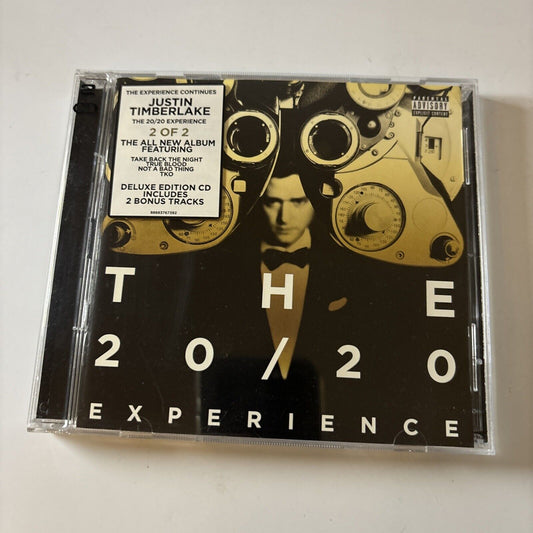 THE EXPERIENCE CONTINUES
JUSTIN
TIMBERLAKE
THE 20/20 EXPERIENCE
2 OF 2
THE ALL NEW ALBUM
FEATURING
TAKE BACK THE NIGHT
TRUE BLOOD
NOT A BAD THING
TKO
DELUXE EDITION CD
INCLUDES
2 BONUS TRACKS
88883767392
PARENTAL
ADVISORY
EXPLICIT CONTENT
THE
20/20
EXPERIENCE